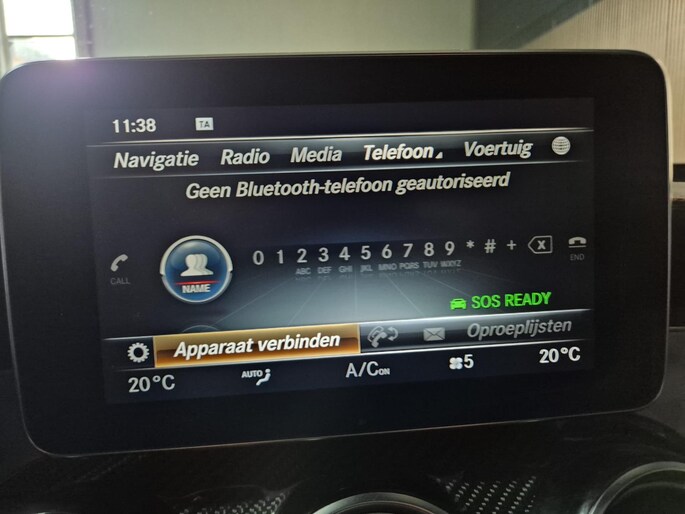 11:38 TA
Navigatie Radio Media Telefoon Voertuig
Geen Bluetooth-telefoon geautoriseerd
0 1 2 3 4 5 6 7 8 9 * # + X
ABC DEF GHI JKL MNO PQRS TUV WXYZ
CALL NAME END
SOS READY
Apparaat verbinden Oproeplijsten
20°C AUTO A/C ON 5 20°C